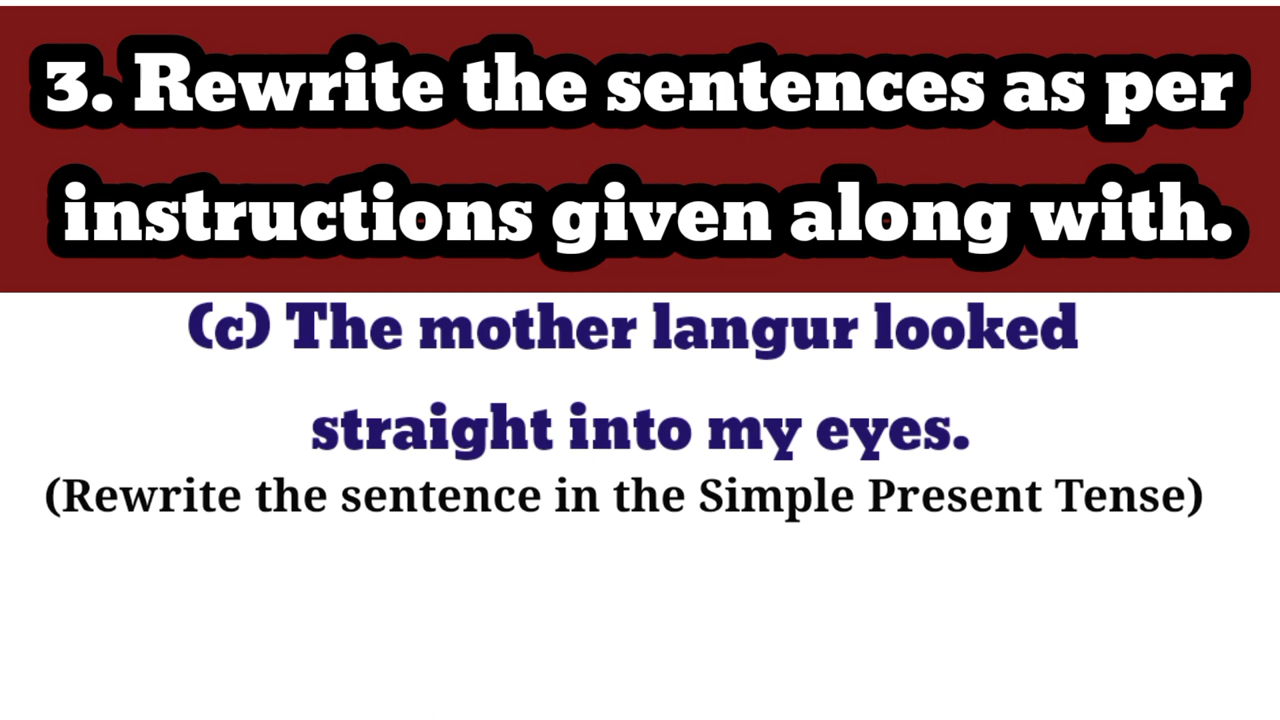 3. Rewrite the sentences as per
instructions given along with.
(c) The mother langur looked
straight into my eyes.
(Rewrite the sentence in the Simple Present Tense)